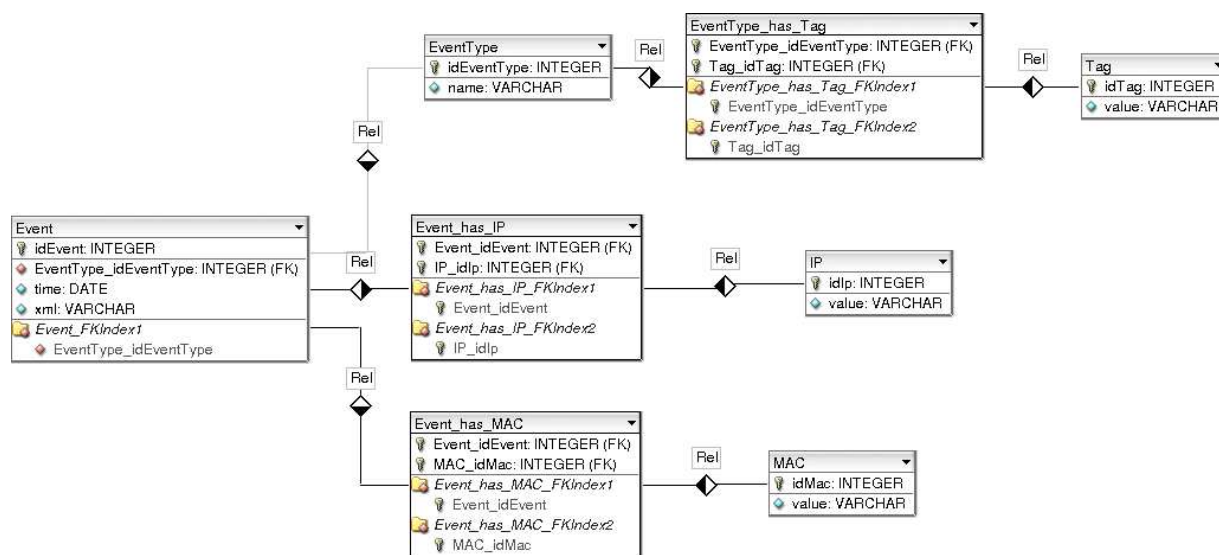 EventType
idEventType: INTEGER
name: VARCHAR
Rel
EventType_has_Tag
EventType_idEventType: INTEGER (FK)
Tag_idTag: INTEGER (FK)
EventType_has_Tag_FKIndex1
EventType_idEventType
EventType_has_Tag_FKIndex2
Tag_idTag
Rel
Tag
idTag: INTEGER
value: VARCHAR
Rel
Event
idEvent: INTEGER
EventType_idEventType: INTEGER (FK)
time: DATE
xml: VARCHAR
Event_FKIndex1
EventType_idEventType
Rel
Event_has_IP
Event_idEvent: INTEGER (FK)
IP_idIp: INTEGER (FK)
Event_has_IP_FKIndex1
Event_idEvent
Event_has_IP_FKIndex2
IP_idIp
Rel
IP
idIp: INTEGER
value: VARCHAR
Rel
Event_has_MAC
Event_idEvent: INTEGER (FK)
MAC_idMac: INTEGER (FK)
Event_has_MAC_FKIndex1
Event_idEvent
Event_has_MAC_FKIndex2
MAC_idMac
Rel
MAC
idMac: INTEGER
value: VARCHAR